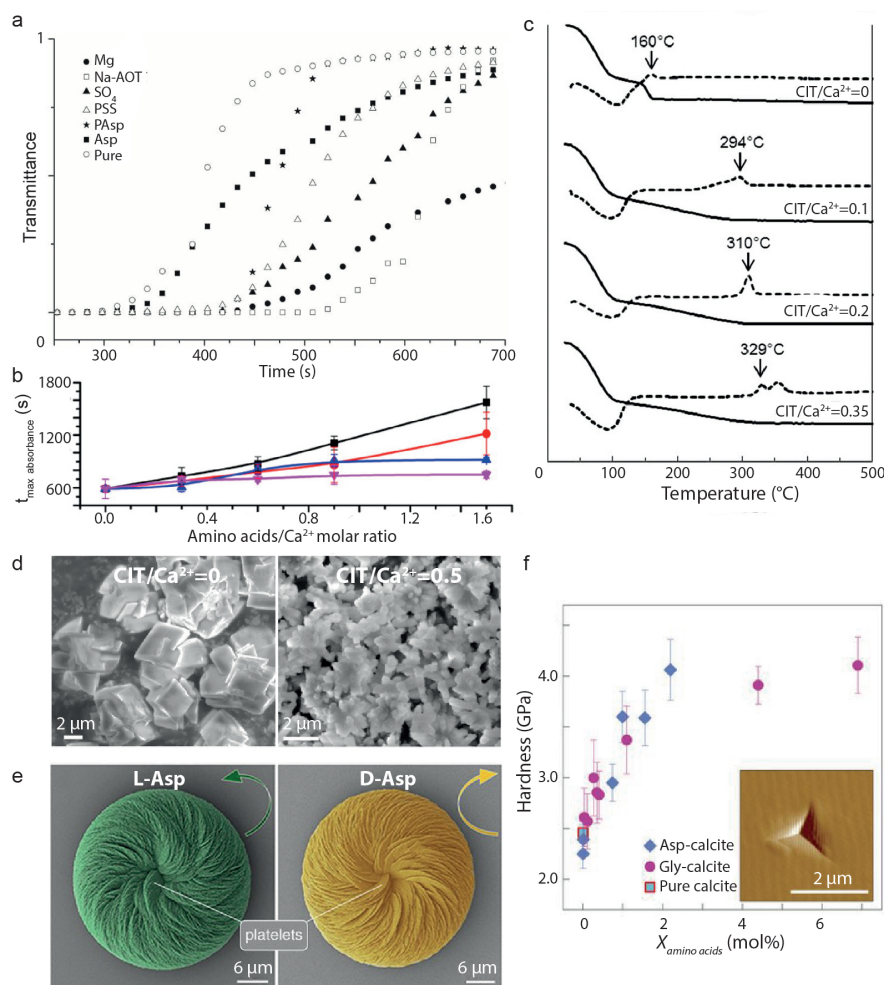 a
1
Transmittance
0
Mg
Na-AOT
SO4
PSS
PAsp
Asp
Pure
300
400
500
600
700
Time (s)
b
1800
1200
600
t max absorbance (s)
0.0
0.4
0.8
1.2
1.6
Amino acids/Ca2+ molar ratio
c
160°C
CIT/Ca2+=0
294°C
CIT/Ca2+=0.1
310°C
CIT/Ca2+=0.2
329°C
CIT/Ca2+=0.35
0
100
200
300
400
500
Temperature (°C)
d
CIT/Ca2+=0
2 μm
CIT/Ca2+=0.5
2 μm
e
L-Asp
D-Asp
platelets
6 μm
6 μm
f
Hardness (GPa)
4.0
3.0
2.0
Asp-calcite
Gly-calcite
Pure calcite
2 μm
0
2
4
6
Xamino acids (mol%)